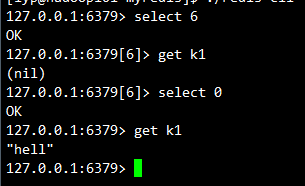 127.0.0.1:6379> select 6
OK
127.0.0.1:6379[6]> get k1
(nil)
127.0.0.1:6379[6]> select 0
OK
127.0.0.1:6379> get k1
"hell"
127.0.0.1:6379>